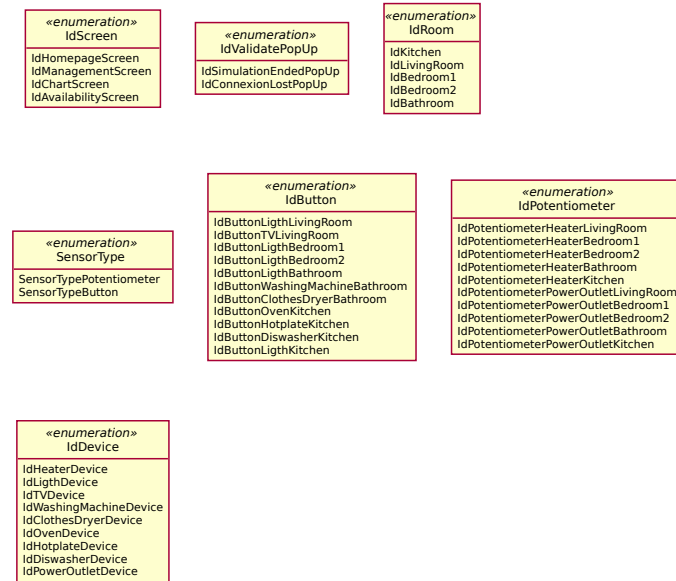 «enumeration»
IdScreen
IdHomepageScreen
IdManagementScreen
IdChartScreen
IdAvailabilityScreen
«enumeration»
IdValidatePopUp
IdSimulationEndedPopUp
IdConnexionLostPopUp
«enumeration»
IdRoom
IdKitchen
IdLivingRoom
IdBedroom1
IdBedroom2
IdBathroom
«enumeration»
SensorType
SensorTypePotentiometer
SensorTypeButton
«enumeration»
IdButton
IdButtonLigthLivingRoom
IdButtonTVLivingRoom
IdButtonLigthBedroom1
IdButtonLigthBedroom2
IdButtonLigthBathroom
IdButtonWashingMachineBathroom
IdButtonClothesDryerBathroom
IdButtonOvenKitchen
IdButtonHotplateKitchen
IdButtonDiswasherKitchen
IdButtonLigthKitchen
«enumeration»
IdPotentiometer
IdPotentiometerHeaterLivingRoom
IdPotentiometerHeaterBedroom1
IdPotentiometerHeaterBedroom2
IdPotentiometerHeaterBathroom
IdPotentiometerHeaterKitchen
IdPotentiometerPowerOutletLivingRoom
IdPotentiometerPowerOutletBedroom1
IdPotentiometerPowerOutletBedroom2
IdPotentiometerPowerOutletBathroom
IdPotentiometerPowerOutletKitchen
«enumeration»
IdDevice
IdHeaterDevice
IdLigthDevice
IdTVDevice
IdWashingMachineDevice
IdClothesDryerDevice
IdOvenDevice
IdHotplateDevice
IdDiswasherDevice
IdPowerOutletDevice